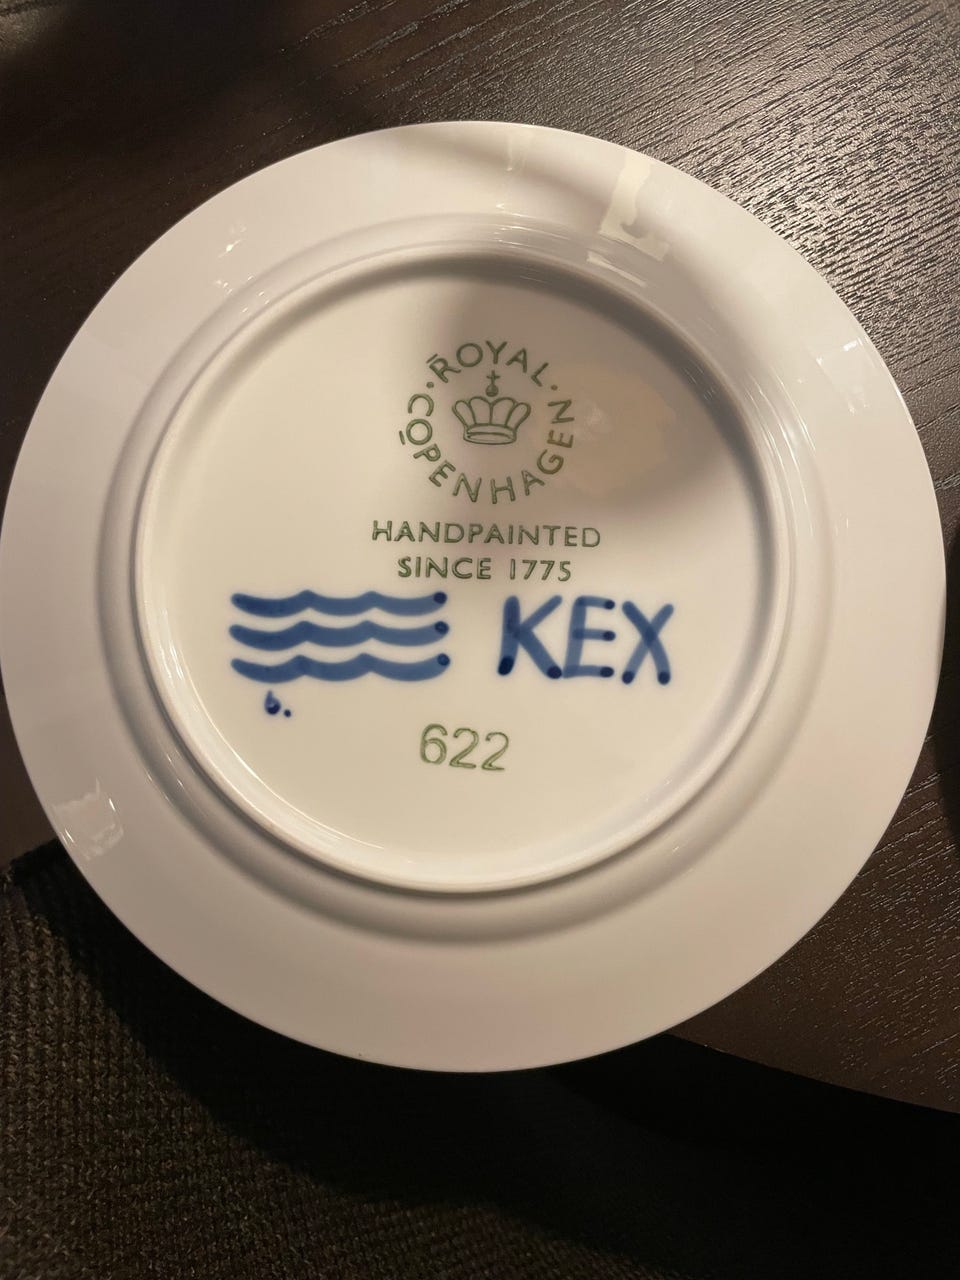 ROYAL
COPENHAGEN
HANDPAINTED
SINCE 1775
KEX
b.
622